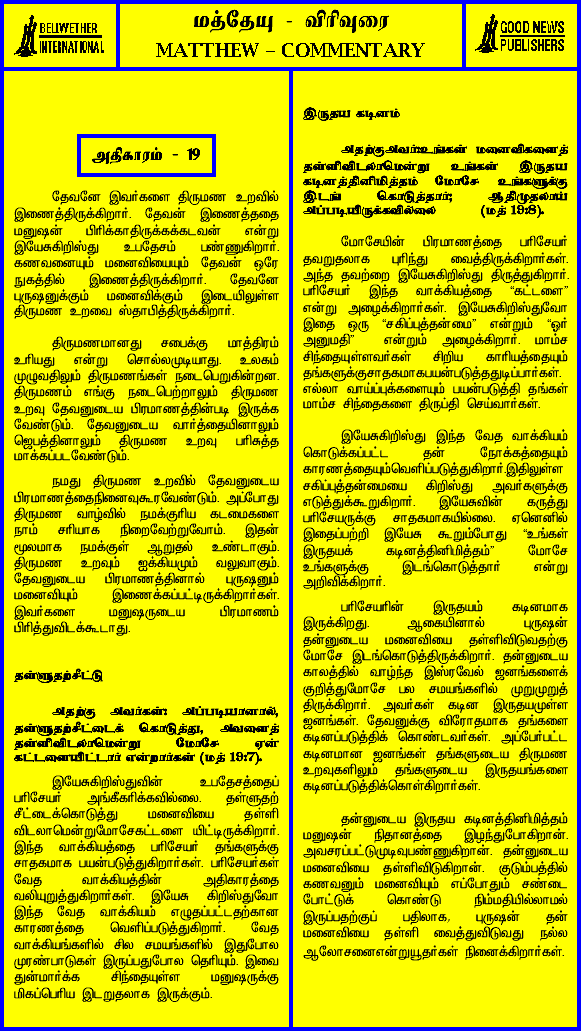 BELLWETHER
INTERNATIONAL
மத்தேயு - விரிவுரை
MATTHEW – COMMENTARY
GOOD NEWS
PUBLISHERS
அதிகாரம் - 19
தேவனே இவர்களை திருமண உறவில்
இணைத்திருக்கிறார். தேவன் இணைத்ததை
மனுஷன் பிரிக்காதிருக்கக்கடவன் என்று
இயேசுகிறிஸ்து உபதேசம் பண்ணுகிறார்.
கணவனையும் மனைவியையும் தேவன் ஒரே
நுகத்தில் இணைத்திருக்கிறார். தேவனே
புருஷனுக்கும் மனைவிக்கும் இடையிலுள்ள
திருமண உறவை ஸ்தாபித்திருக்கிறார்.
திருமணமானது சபைக்கு மாத்திரம்
உரியது என்று சொல்லமுடியாது. உலகம்
முழுவதிலும் திருமணங்கள் நடைபெறுகின்றன.
திருமணம் எங்கு நடைபெற்றாலும் திருமண
உறவு தேவனுடைய பிரமாணத்தின்படி இருக்க
வேண்டும். தேவனுடைய வார்த்தையினாலும்
ஜெபத்தினாலும் திருமண உறவு பரிசுத்த
மாக்கப்படவேண்டும்.
நமது திருமண உறவில் தேவனுடைய
பிரமாணத்தைநினைவுகூரவேண்டும். அப்போது
திருமண வாழ்வில் நமக்குரிய கடமைகளை
நாம் சரியாக நிறைவேற்றுவோம். இதன்
மூலமாக நமக்குள் ஆறுதல் உண்டாகும்.
திருமண உறவும் ஐக்கியமும் வலுவாகும்.
தேவனுடைய பிரமாணத்தினால் புருஷனும்
மனைவியும் இணைக்கப்பட்டிருக்கிறார்கள்.
இவர்களை மனுஷருடைய பிரமாணம்
பிரித்துவிடக்கூடாது.
தள்ளுதற்சீட்டு
அதற்கு அவர்கள்: அப்படியானால்,
தள்ளுதற்சீட்டைக் கொடுத்து, அவளைத்
தள்ளிவிடலாமென்று மோசே ஏன்
கட்டளையிட்டார் என்றார்கள் (மத் 19:7).
இயேசுகிறிஸ்துவின் உபதேசத்தைப்
பரிசேயர் அங்கீகரிக்கவில்லை. தள்ளுதற்
சீட்டைக்கொடுத்து மனைவியை தள்ளி
விடலாமென்றுமோசேகட்டளை யிட்டிருக்கிறார்.
இந்த வாக்கியத்தை பரிசேயர் தங்களுக்கு
சாதகமாக பயன்படுத்துகிறார்கள். பரிசேயர்கள்
வேத வாக்கியத்தின் அதிகாரத்தை
வலியுறுத்துகிறார்கள். இயேசு கிறிஸ்துவோ
இந்த வேத வாக்கியம் எழுதப்பட்டதற்கான
காரணத்தை வெளிப்படுத்துகிறார். வேத
வாக்கியங்களில் சில சமயங்களில் இதுபோல
முரண்பாடுகள் இருப்பதுபோல தெரியும். இவை
துன்மார்க்க சிந்தையுள்ள மனுஷருக்கு
மிகப்பெரிய இடறுதலாக இருக்கும்.
இருதய கடினம்
அதற்குஅவர்:உங்கள் மனைவிகளைத்
தள்ளிவிடலாமென்று உங்கள் இருதய
கடினத்தினிமித்தம் மோசே உங்களுக்கு
இடங் கொடுத்தார்; ஆதிமுதலாய்
அப்படியிருக்கவில்லை (மத் 19:8).
மோசேயின் பிரமாணத்தை பரிசேயர்
தவறுதலாக புரிந்து வைத்திருக்கிறார்கள்.
அந்த தவற்றை இயேசுகிறிஸ்து திருத்துகிறார்.
பரிசேயர் இந்த வாக்கியத்தை “கட்டளை”
என்று அழைக்கிறார்கள். இயேசுகிறிஸ்துவோ
இதை ஒரு “சகிப்புத்தன்மை” என்றும் “ஓர்
அனுமதி” என்றும் அழைக்கிறார். மாம்ச
சிந்தையுள்ளவர்கள் சிறிய காரியத்தையும்
தங்களுக்குசாதகமாகபயன்படுத்ததுடிப்பார்கள்.
எல்லா வாய்ப்புக்களையும் பயன்படுத்தி தங்கள்
மாம்ச சிந்தைகளை திருப்தி செய்வார்கள்.
இயேசுகிறிஸ்து இந்த வேத வாக்கியம்
கொடுக்கப்பட்ட தன் நோக்கத்தையும்
காரணத்தையும்வெளிப்படுத்துகிறார்.இதிலுள்ள
சகிப்புத்தன்மையை கிறிஸ்து அவர்களுக்கு
எடுத்துக்கூறுகிறார். இயேசுவின் கருத்து
பரிசேயருக்கு சாதகமாகயில்லை. ஏனெனில்
இதைப்பற்றி இயேசு கூறும்போது “உங்கள்
இருதயக் கடினத்தினிமித்தம்” மோசே
உங்களுக்கு இடங்கொடுத்தார் என்று
அறிவிக்கிறார்.
பரிசேயரின் இருதயம் கடினமாக
இருக்கிறது. ஆகையினால் புருஷன்
தன்னுடைய மனைவியை தள்ளிவிடுவதற்கு
மோசே இடங்கொடுத்திருக்கிறார். தன்னுடைய
காலத்தில் வாழ்ந்த இஸ்ரவேல் ஜனங்களைக்
குறித்துமோசே பல சமயங்களில் முறுமுறுத்
திருக்கிறார். அவர்கள் கடின இருதயமுள்ள
ஜனங்கள். தேவனுக்கு விரோதமாக தங்களை
கடினப்படுத்திக் கொண்டவர்கள். அப்பேர்பட்ட
கடினமான ஜனங்கள் தங்களுடைய திருமண
உறவுகளிலும் தங்களுடைய இருதயங்களை
கடினப்படுத்திக்கொள்கிறார்கள்.
தன்னுடைய இருதய கடினத்தினிமித்தம்
மனுஷன் நிதானத்தை இழந்துபோகிறான்.
அவசரப்பட்டுமுடிவுபண்ணுகிறான். தன்னுடைய
மனைவியை தள்ளிவிடுகிறான். குடும்பத்தில்
கணவனும் மனைவியும் எப்போதும் சண்டை
போட்டுக் கொண்டு நிம்மதியில்லாமல்
இருப்பதற்குப் பதிலாக, புருஷன் தன்
மனைவியை தள்ளி வைத்துவிடுவது நல்ல
ஆலோசனைஎன்றுயூதர்கள் நினைக்கிறார்கள்.